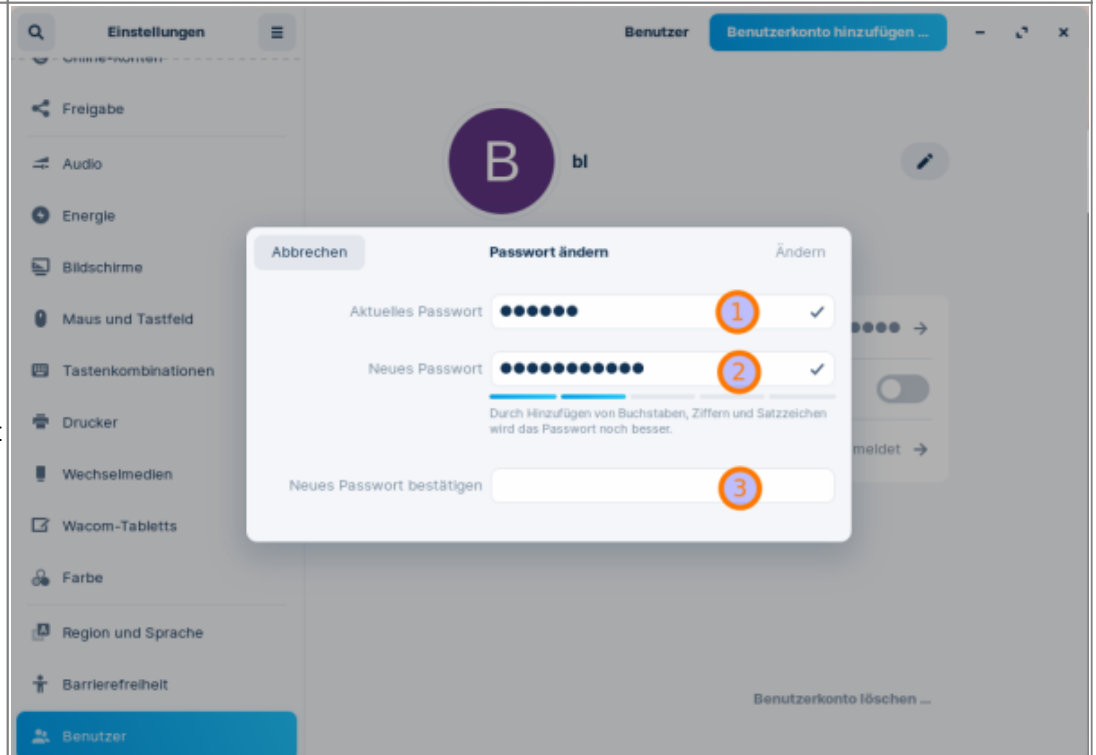 Einstellungen
Benutzer
Benutzerkonto hinzufügen ...
Online-Konten
Freigabe
Audio
Energie
Bildschirme
Maus und Tastfeld
Tastenkombinationen
Drucker
Wechselmedien
Wacom-Tabletts
Farbe
Region und Sprache
Barrierefreiheit
Benutzer
B
bl
Abbrechen
Passwort ändern
Ändern
Aktuelles Passwort
1
Neues Passwort
2
Durch Hinzufügen von Buchstaben, Ziffern und Satzzeichen
wird das Passwort noch besser.
Neues Passwort bestätigen
3
meldet
Benutzerkonto löschen ...